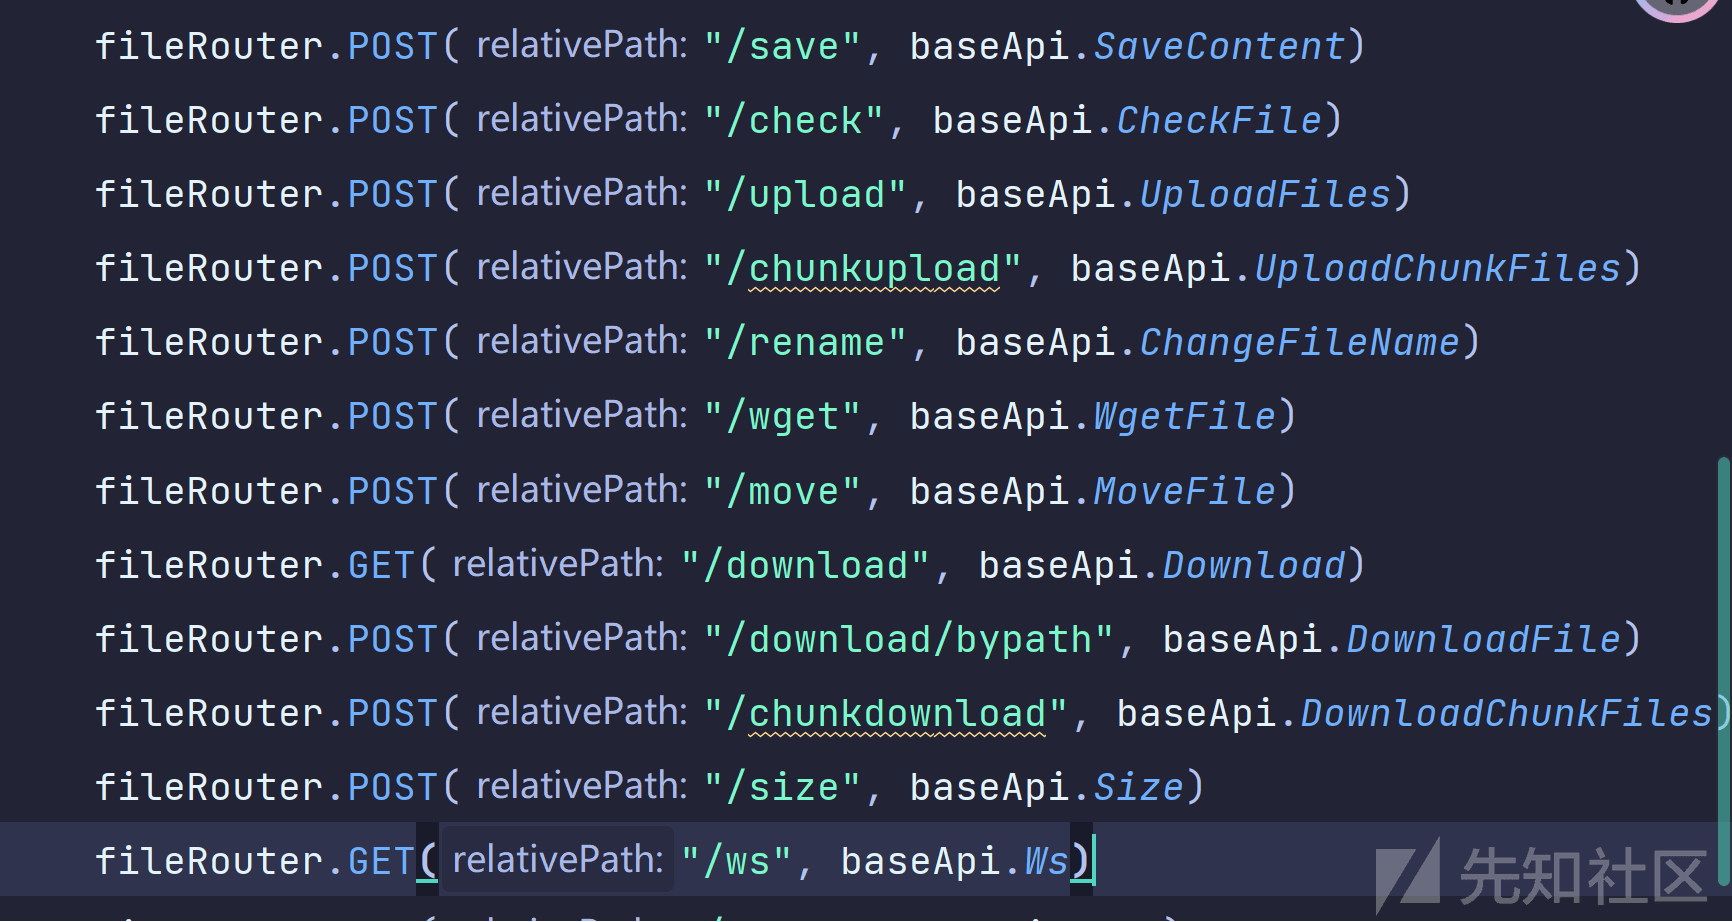 fileRouter.POST( relativePath: "/save", baseApi.SaveContent)
fileRouter.POST( relativePath: "/check", baseApi.CheckFile)
fileRouter.POST( relativePath: "/upload", baseApi.UploadFiles)
fileRouter.POST( relativePath: "/chunkupload", baseApi.UploadChunkFiles)
fileRouter.POST( relativePath: "/rename", baseApi.ChangeFileName)
fileRouter.POST( relativePath: "/wget", baseApi.WgetFile)
fileRouter.POST( relativePath: "/move", baseApi.MoveFile)
fileRouter.GET( relativePath: "/download", baseApi.Download)
fileRouter.POST( relativePath: "/download/bypath", baseApi.DownloadFile)
fileRouter.POST( relativePath: "/chunkdownload", baseApi.DownloadChunkFiles)
fileRouter.POST( relativePath: "/size", baseApi.Size)
fileRouter.GET( relativePath: "/ws", baseApi.Ws)
先知社区